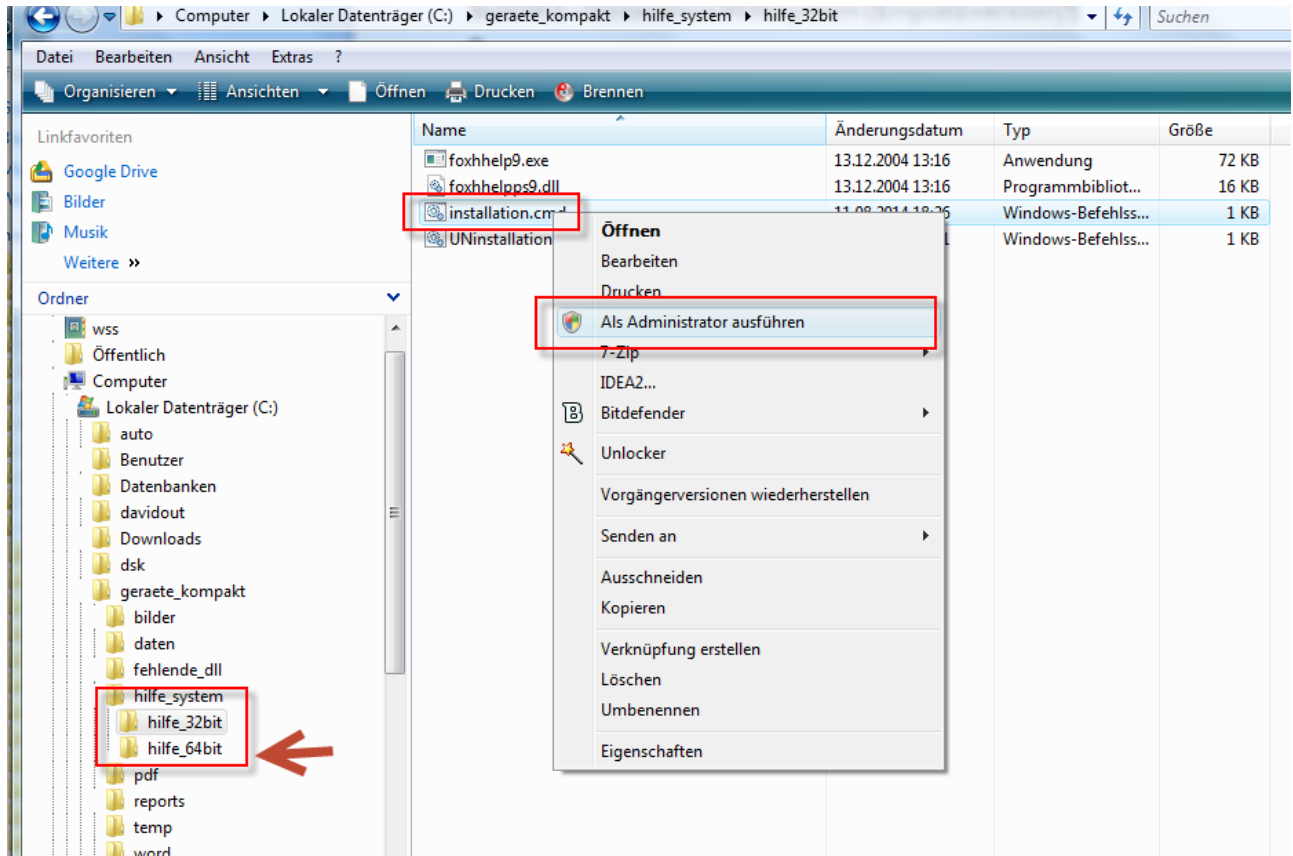 Computer ▸ Lokaler Datenträger (C:) ▸ geraete_kompakt ▸ hilfe_system ▸ hilfe_32bit
Suchen
Datei Bearbeiten Ansicht Extras ?
Organisieren Ansichten Öffnen Drucken Brennen
Linkfavoriten
Google Drive
Bilder
Musik
Weitere »
Ordner
wss
Öffentlich
Computer
Lokaler Datenträger (C:)
auto
Benutzer
Datenbanken
davidout
Downloads
dsk
geraete_kompakt
bilder
daten
fehlende_dll
hilfe_system
hilfe_32bit
hilfe_64bit
pdf
reports
temp
word
Name Änderungsdatum Typ Größe
foxhhelp9.exe 13.12.2004 13:16 Anwendung 72 KB
foxhhelpps9.dll 13.12.2004 13:16 Programmbibliot... 16 KB
installation.cmd 11.08.2014 18:26 Windows-Befehlss... 1 KB
UNinstallation Windows-Befehlss... 1 KB
Öffnen
Bearbeiten
Drucken
Als Administrator ausführen
7-Zip
IDEA2...
Bitdefender
Unlocker
Vorgängerversionen wiederherstellen
Senden an
Ausschneiden
Kopieren
Verknüpfung erstellen
Löschen
Umbenennen
Eigenschaften